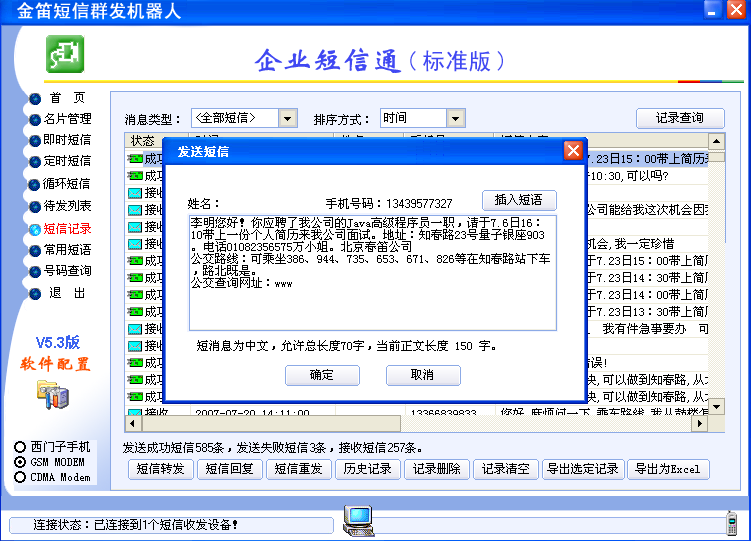 金笛短信群发机器人
企业短信通(标准版)
首 页
名片管理
即时短信
定时短信
循环短信
待发列表
短信记录
常用短语
号码查询
退 出
V5.3版
软件配置
西门子手机
GSM MODEM
CDMA Modem
消息类型： <全部短信> 排序方式： 时间 记录查询
状态
成功 7.23日15：00带上简历
成功 10:30,可以吗?
接收
接收 公司能给我这次机会因
接收
接收 机会,我一定珍惜
成功 于7.23日15：00带上简历
成功 于7.23日14：30带上简历
成功 于7.23日14：00带上简历
成功 于7.23日13：30带上简历
接收 我有件急事要办 可
接收
成功 错误!
成功 央,可以做到知春路,从
成功 央,可以做到知春路,从
接收 2007-07-20 14:11:00 13366839833 您好,麻烦问一下,乘车路线,我从鼓楼
发送短信
姓名： 手机号码：13439577327 插入短语
李明您好！你应聘了我公司的Java高级程序员一职，请于7.6日16：
10带上一份个人简历来我公司面试。地址：知春路23号量子银座903
。电话01082356575万小姐。北京春笛公司
公交路线：可乘坐386、944、735、653、671、826等在知春路站下车
，路北既是。
公交查询网址：www
短消息为中文，允许总长度70字，当前正文长度 150 字。
确定 取消
发送成功短信585条，发送失败短信3条，接收短信257条。
短信转发 短信回复 短信重发 历史记录 记录删除 记录清空 导出选定记录 导出为Excel
连接状态：已连接到1个短信收发设备!